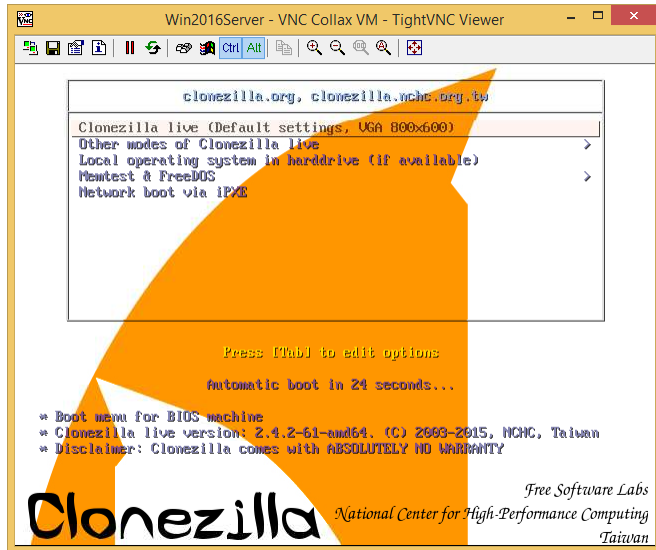 Win2016Server - VNC Collax VM - TightVNC Viewer
Ctrl Alt
clonezilla.org, clonezilla.nchc.org.tw
Clonezilla live (Default settings, VGA 800x600)
Other modes of Clonezilla live >
Local operating system in harddrive (if available)
Memtest & FreeDOS >
Network boot via iPXE
Press [Tab] to edit options
Automatic boot in 24 seconds...
* Boot menu for BIOS machine
* Clonezilla live version: 2.4.2-61-amd64. (C) 2003-2015, NCHC, Taiwan
* Disclaimer: Clonezilla comes with ABSOLUTELY NO WARRANTY
Clonezilla
Free Software Labs
National Center for High-Performance Computing
Taiwan